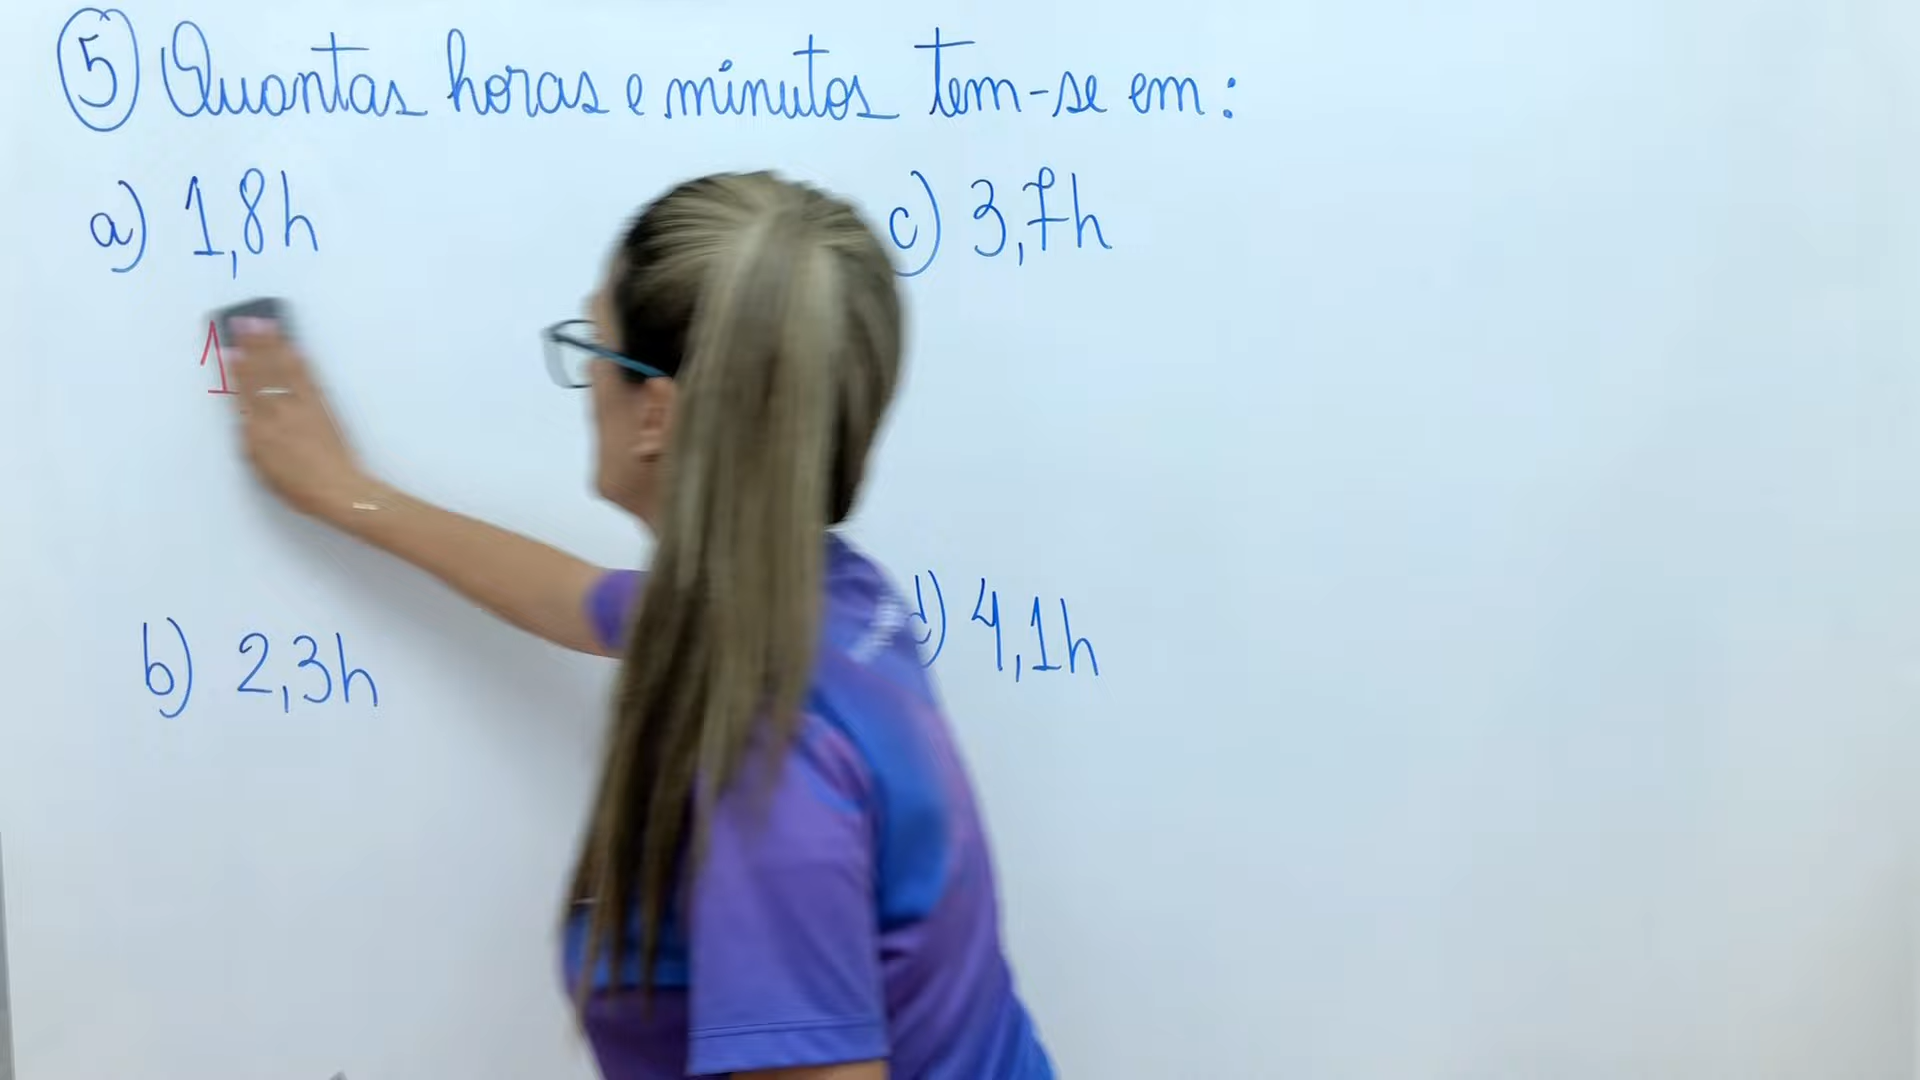 5 Quantas horas e minutos tem-se em:
a) 1,8h
1
b) 2,3h
c) 3,7h
d) 4,1h